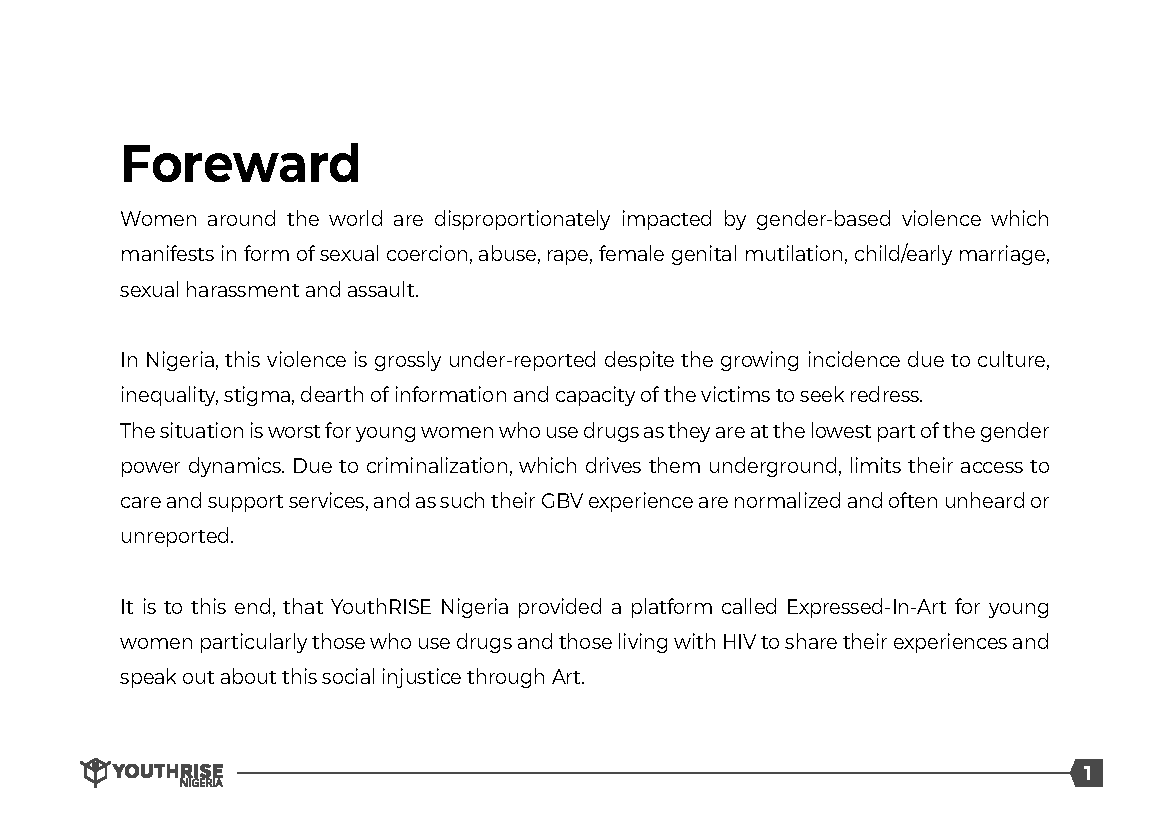 Foreward
Women around the world are disproportionately impacted by gender-based violence which
manifests in form of sexual coercion, abuse, rape, female genital mutilation, child/early marriage,
sexual harassment and assault.
In Nigeria, this violence is grossly under-reported despite the growing incidence due to culture,
inequality, stigma, dearth of information and capacity of the victims to seek redress.
The situation is worst for young women who use drugs as they are at the lowest part of the gender
power dynamics. Due to criminalization, which drives them underground, limits their access to
care and support services, and as such their GBV experience are normalized and often unheard or
unreported.
It is to this end, that YouthRISE Nigeria provided a platform called Expressed-In-Art for young
women particularly those who use drugs and those living with HIV to share their experiences and
speak out about this social injustice through Art.
YOUTHRISE
NIGERIA
1